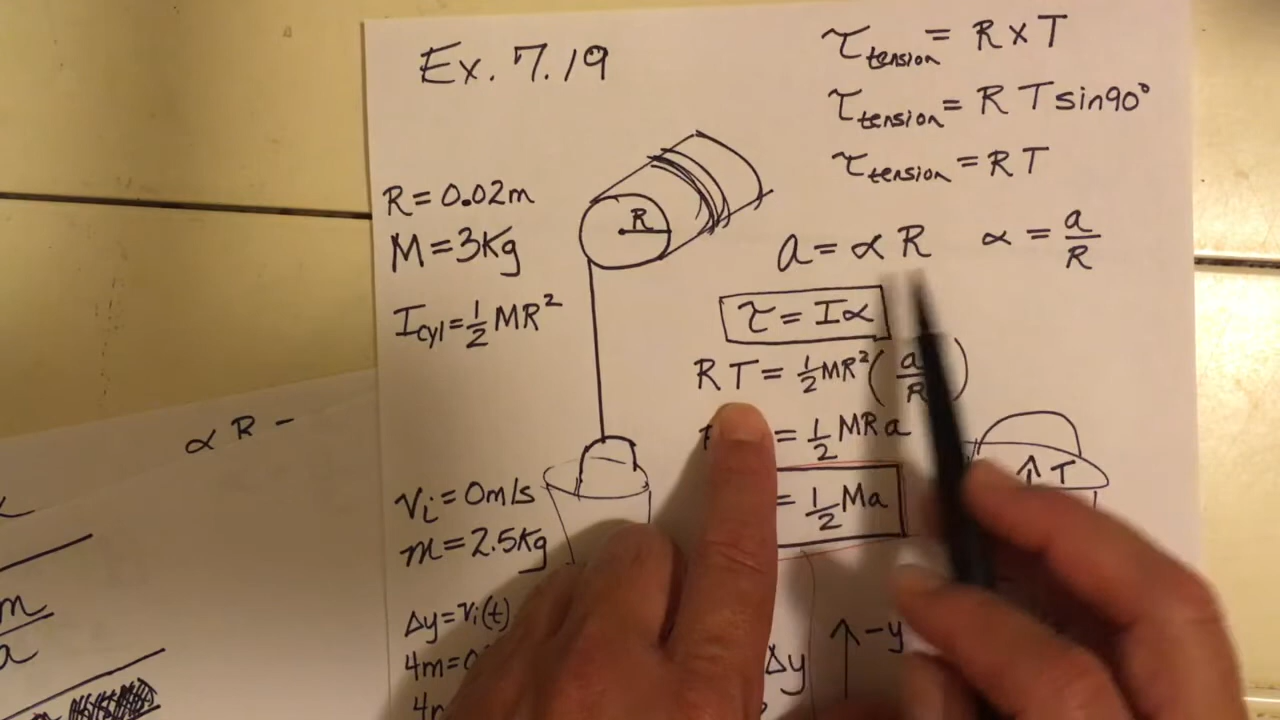 Ex. 7.19
τtension = R x T
τtension = R T sin90°
τtension = R T
R = 0.02m
M = 3Kg
Icyl = 1/2 MR²
R
a = α R
α = a/R
τ = Iα
R T = 1/2 MR² (a/R)
= 1/2 MRa
= 1/2 Ma
↑ T
vi = 0m/s
m = 2.5Kg
Δy = vi(t)
4m = 0
Δy
↑ -y
α R -
m
a